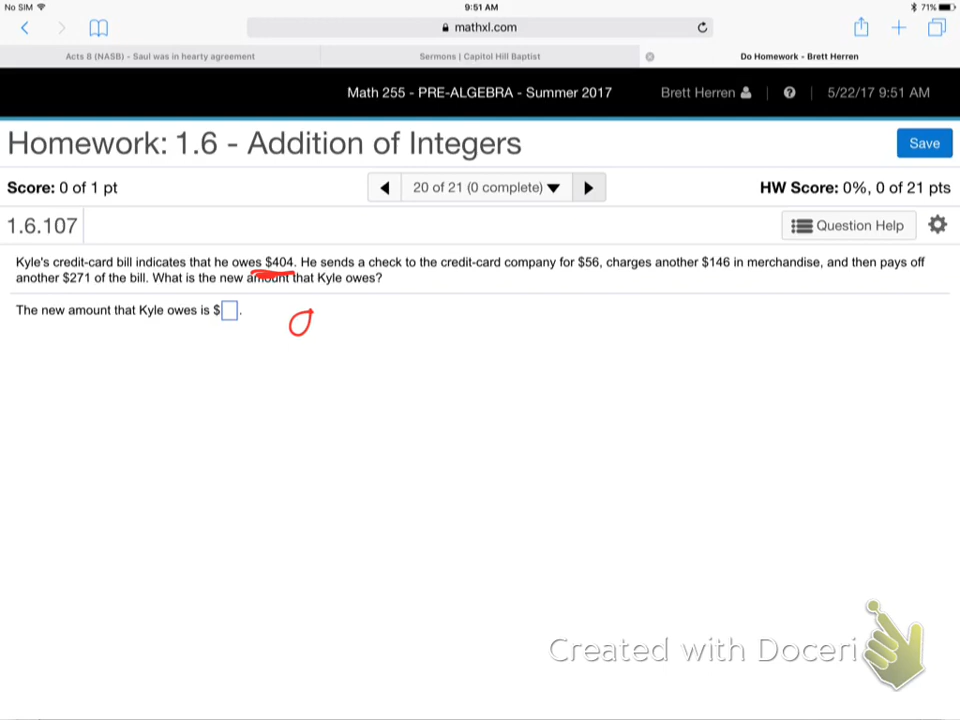 No SIM 9:51 AM 71%
mathxl.com
Acts 8 (NASB) - Saul was in hearty agreement Sermons | Capitol Hill Baptist Do Homework - Brett Herren
Math 255 - PRE-ALGEBRA - Summer 2017 Brett Herren ? | 5/22/17 9:51 AM
Homework: 1.6 - Addition of Integers Save
Score: 0 of 1 pt 20 of 21 (0 complete) HW Score: 0%, 0 of 21 pts
1.6.107 Question Help
Kyle's credit-card bill indicates that he owes $404. He sends a check to the credit-card company for $56, charges another $146 in merchandise, and then pays off
another $271 of the bill. What is the new amount that Kyle owes?
The new amount that Kyle owes is $ .
Created with Doceri